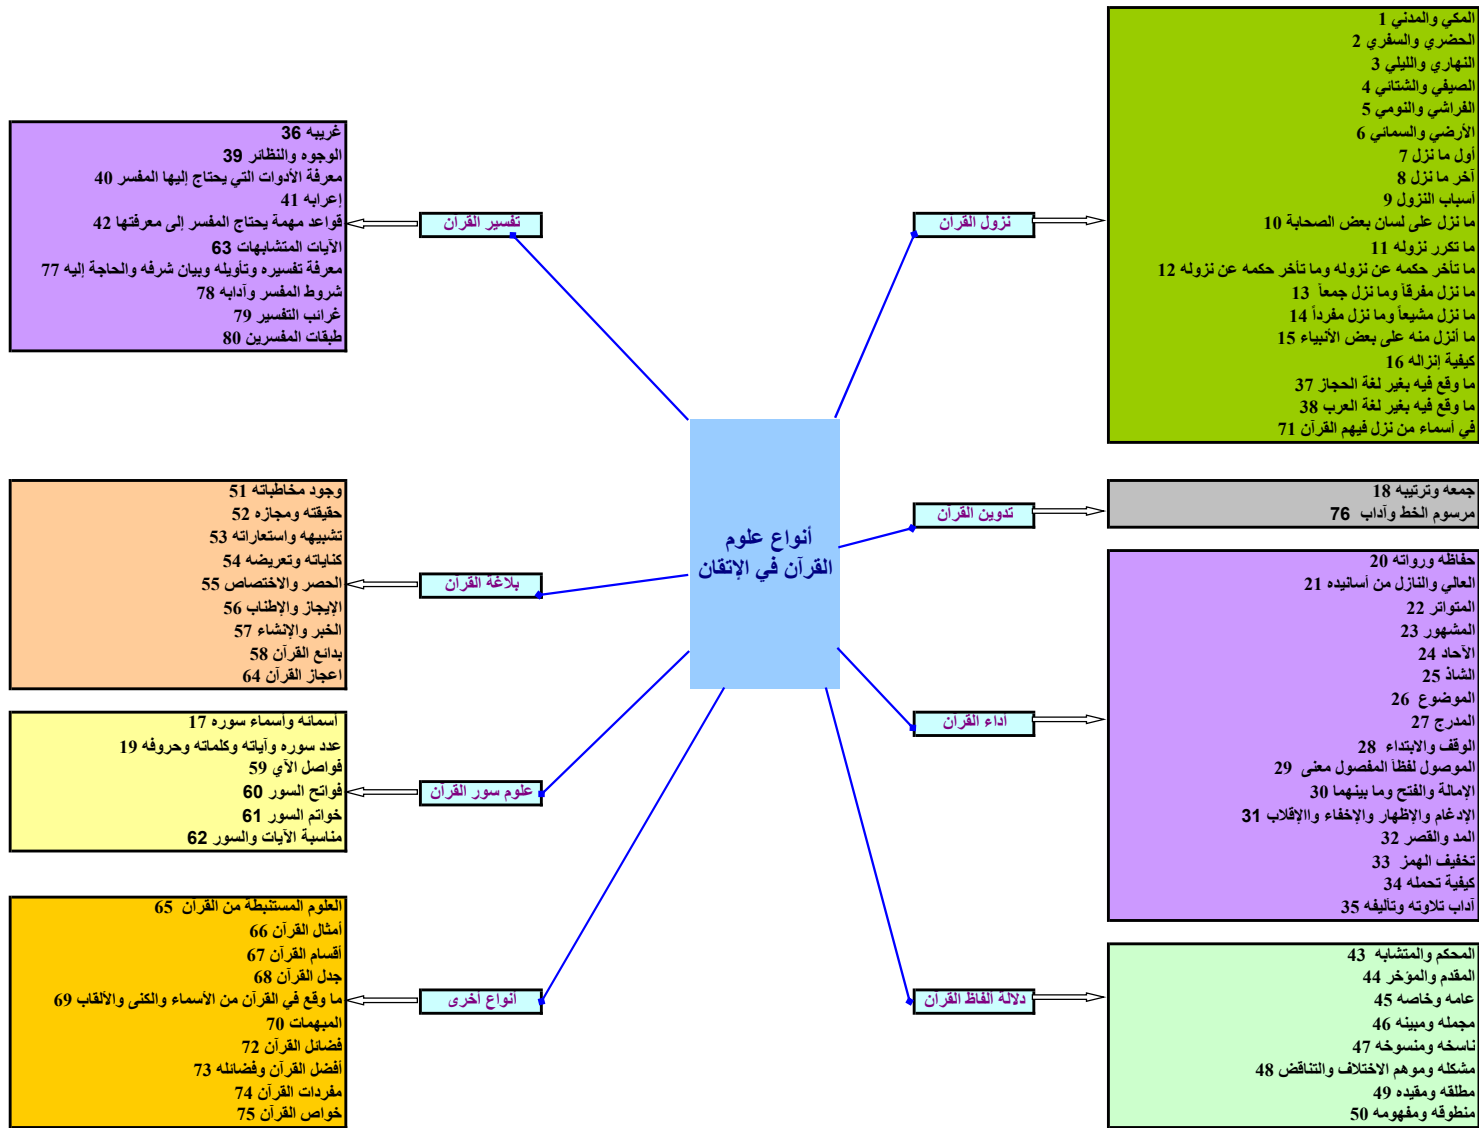 أنواع علوم
القرآن في الإتقان
نزول القرآن
المكي والمدني 1
الحضري والسفري 2
النهاري والليلي 3
الصيفي والشتائي 4
الفراشي والنومي 5
الأرضي والسمائي 6
أول ما نزل 7
آخر ما نزل 8
أسباب النزول 9
ما نزل على لسان بعض الصحابة 10
ما تكرر نزوله 11
ما تأخر حكمه عن نزوله وما تأخر حكمه عن نزوله 12
ما نزل مفرقاً وما نزل جمعاً 13
ما نزل مشيعاً وما نزل مفرداً 14
ما أنزل منه على بعض الأنبياء 15
كيفية إنزاله 16
ما وقع فيه بغير لغة الحجاز 37
ما وقع فيه بغير لغة العرب 38
في أسماء من نزل فيهم القرآن 71
تدوين القرآن
جمعه وترتيبه 18
مرسوم الخط وآداب 76
أداء القرآن
حفاظه ورواته 20
العالي والنازل من أسانيده 21
المتواتر 22
المشهور 23
الآحاد 24
الشاذ 25
الموضوع 26
المدرج 27
الوقف والابتداء 28
الموصول لفظاً المفصول معنى 29
الإمالة والفتح وما بينهما 30
الإدغام والإظهار والإخفاء واالإقلاب 31
المد والقصر 32
تخفيف الهمز 33
كيفية تحمله 34
آداب تلاوته وتأليفه 35
دلالة ألفاظ القرآن
المحكم والمتشابه 43
المقدم والمؤخر 44
عامه وخاصه 45
مجمله ومبينه 46
ناسخه ومنسوخه 47
مشكله وموهم الاختلاف والتناقض 48
مطلقه ومقيده 49
منطوقه ومفهومه 50
تفسير القرآن
غريبه 36
الوجوه والنظائر 39
معرفة الأدوات التي يحتاج إليها المفسر 40
إعرابه 41
قواعد مهمة يحتاج المفسر إلى معرفتها 42
الآيات المتشابهات 63
معرفة تفسيره وتأويله وبيان شرفه والحاجة إليه 77
شروط المفسر وآدابه 78
غرائب التفسير 79
طبقات المفسرين 80
بلاغة القرآن
وجود مخاطباته 51
حقيقته ومجازه 52
تشبيهه واستعاراته 53
كناياته وتعريضه 54
الحصر والاختصاص 55
الإيجاز والإطناب 56
الخبر والإنشاء 57
بدائع القرآن 58
اعجاز القرآن 64
علوم سور القرآن
أسمائه وأسماء سوره 17
عدد سوره وآياته وكلماته وحروفه 19
فواصل الآي 59
فواتح السور 60
خواتم السور 61
مناسبة الآيات والسور 62
أنواع أخرى
العلوم المستنبطة من القرآن 65
أمثال القرآن 66
أقسام القرآن 67
جدل القرآن 68
ما وقع في القرآن من الأسماء والكنى والألقاب 69
المبهمات 70
فضائل القرآن 72
أفضل القرآن وفضائله 73
مفردات القرآن 74
خواص القرآن 75